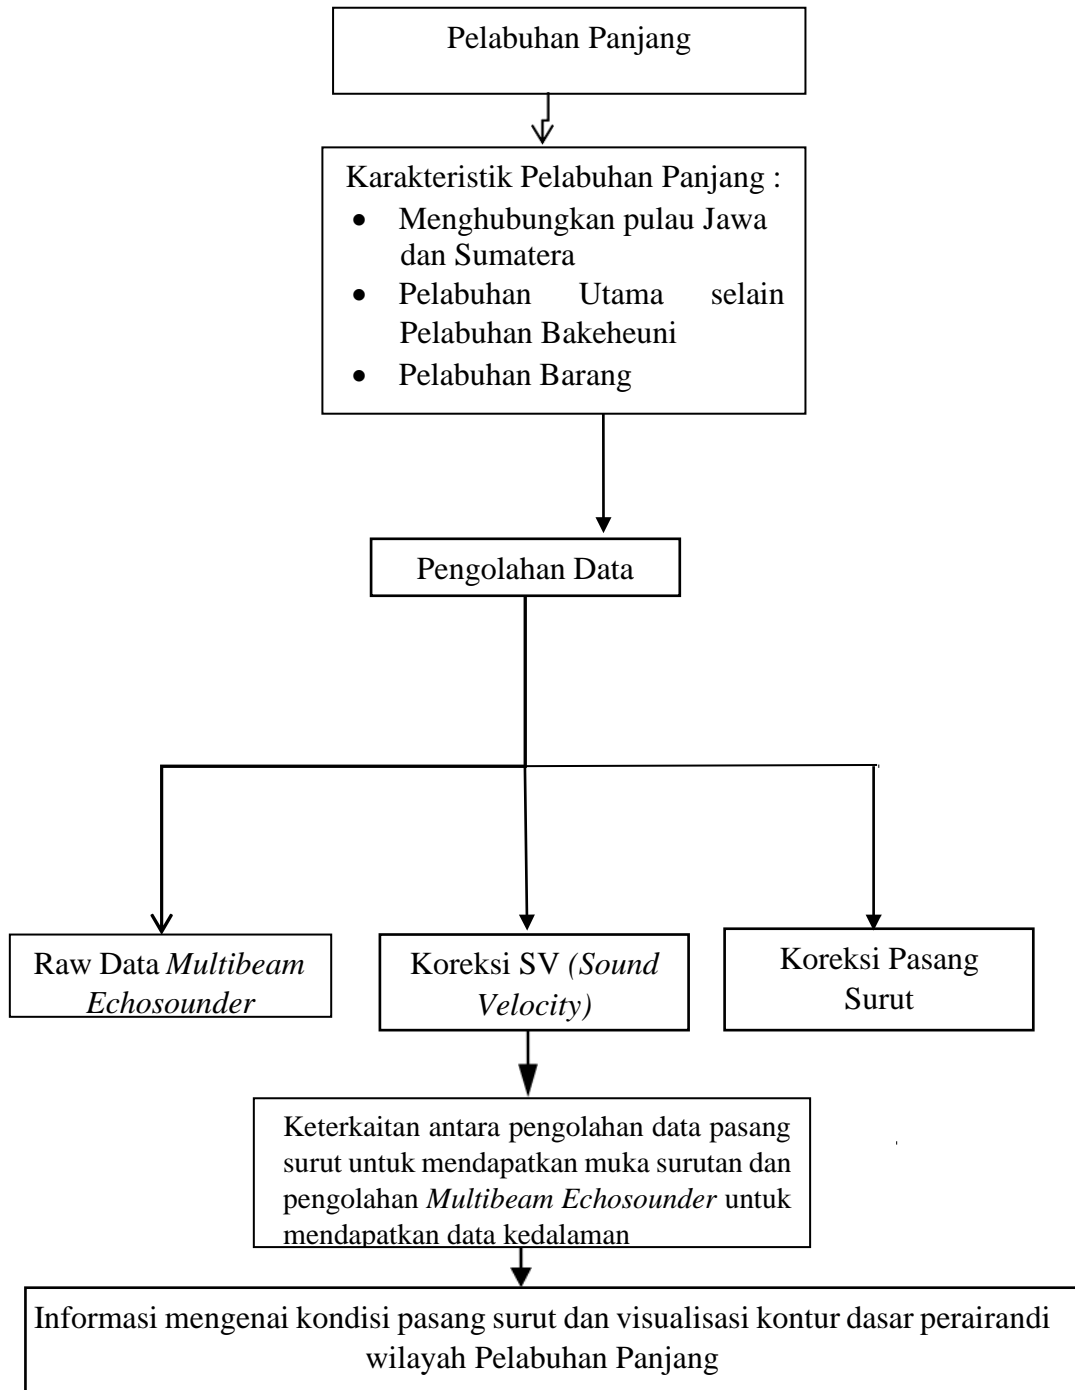 Pelabuhan Panjang
Karakteristik Pelabuhan Panjang :
• Menghubungkan pulau Jawa
dan Sumatera
• Pelabuhan Utama selain
Pelabuhan Bakeheuni
• Pelabuhan Barang
Pengolahan Data
Raw Data Multibeam
Echosounder
Koreksi SV (Sound
Velocity)
Koreksi Pasang
Surut
Keterkaitan antara pengolahan data pasang
surut untuk mendapatkan muka surutan dan
pengolahan Multibeam Echosounder untuk
mendapatkan data kedalaman
Informasi mengenai kondisi pasang surut dan visualisasi kontur dasar perairandi
wilayah Pelabuhan Panjang